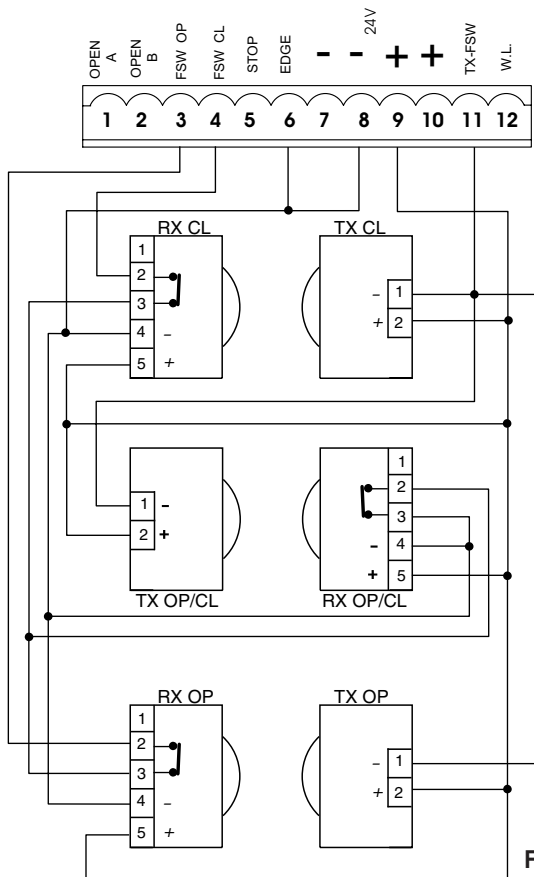 OPEN A
OPEN B
FSW OP
FSW CL
STOP
EDGE
- - 24V + +
TX-FSW
W.L.
1 2 3 4 5 6 7 8 9 10 11 12
RX CL
1
2
3
4 -
5 +
TX CL
- 1
+ 2
1 -
2 +
TX OP/CL
1
2
3
- 4
+ 5
RX OP/CL
RX OP
1
2
3
4 -
5 +
TX OP
- 1
+ 2
F